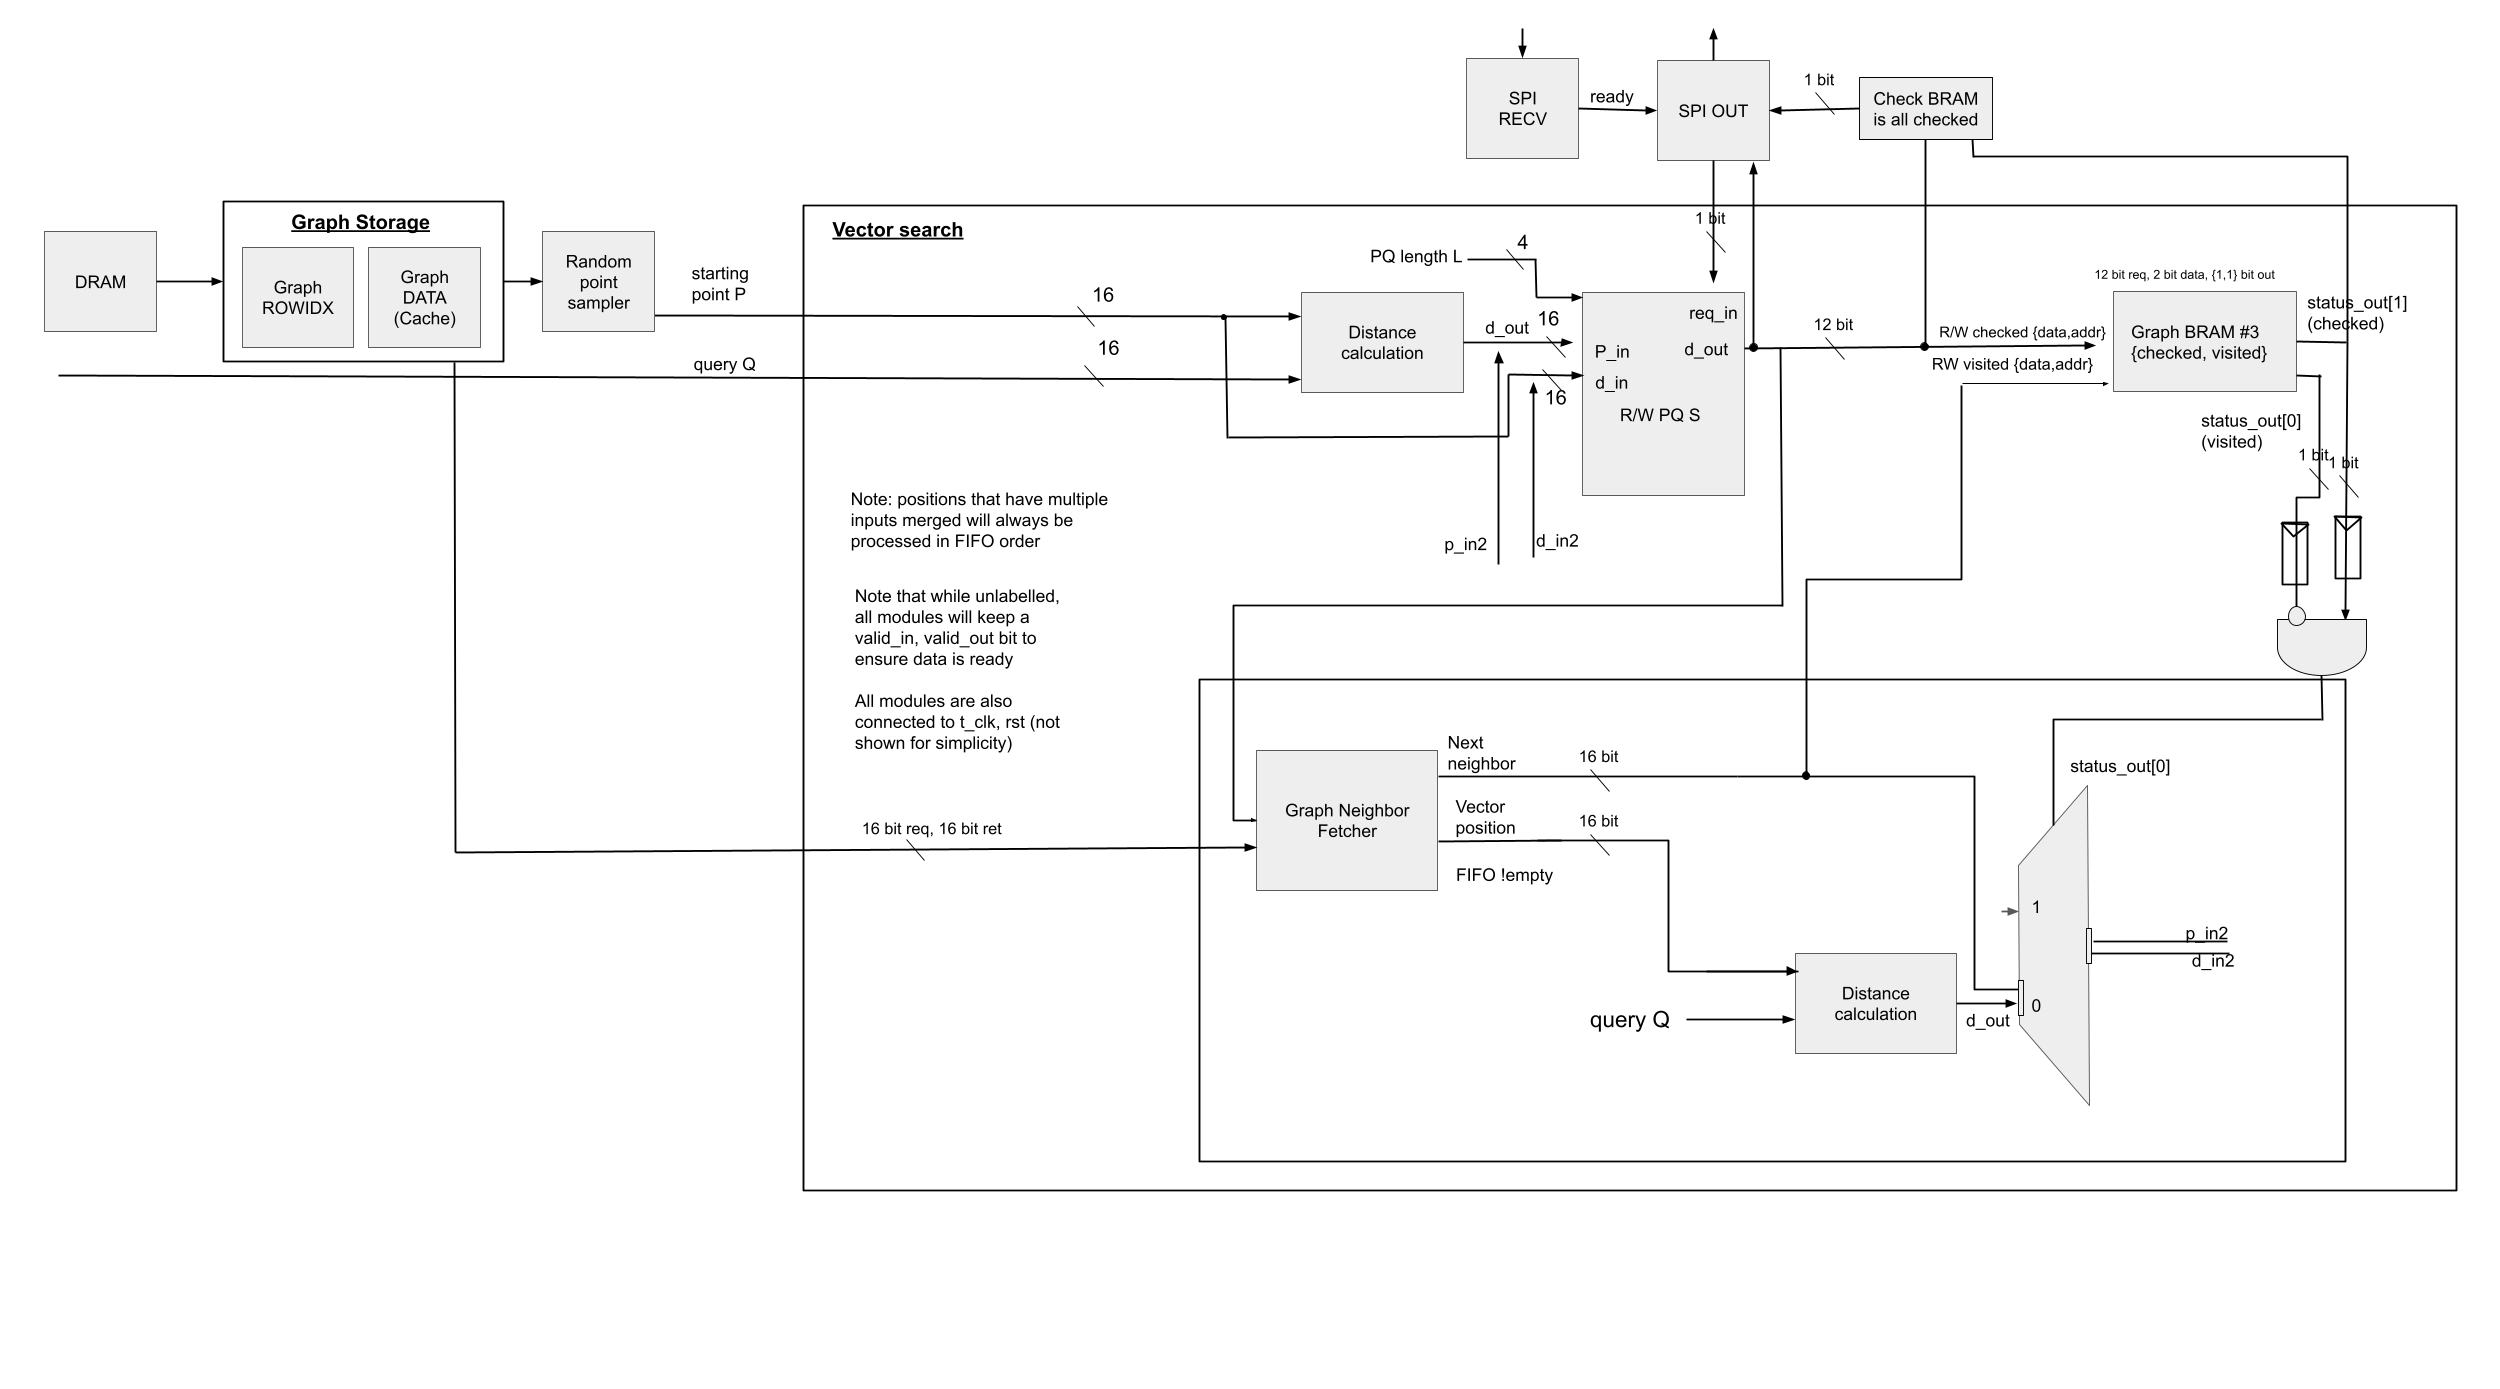 SPI
RECV
ready
SPI OUT
1 bit
Check BRAM
is all checked
DRAM
Graph Storage
Graph
ROWIDX
Graph
DATA
(Cache)
Random
point
sampler
starting
point P
query Q
Vector search
16
16
PQ length L
4
1 bit
Distance
calculation
d_out
16
16
req_in
P_in
d_out
d_in
R/W PQ S
12 bit
12 bit req, 2 bit data, {1,1} bit out
R/W checked {data,addr}
RW visited {data,addr}
Graph BRAM #3
{checked, visited}
status_out[1]
(checked)
status_out[0]
(visited)
1 bit
1 bit
Note: positions that have multiple
inputs merged will always be
processed in FIFO order
p_in2
d_in2
Note that while unlabelled,
all modules will keep a
valid_in, valid_out bit to
ensure data is ready
All modules are also
connected to t_clk, rst (not
shown for simplicity)
16 bit req, 16 bit ret
Graph Neighbor
Fetcher
Next
neighbor
16 bit
Vector
position
16 bit
FIFO !empty
status_out[0]
1
0
p_in2
d_in2
query Q
Distance
calculation
d_out